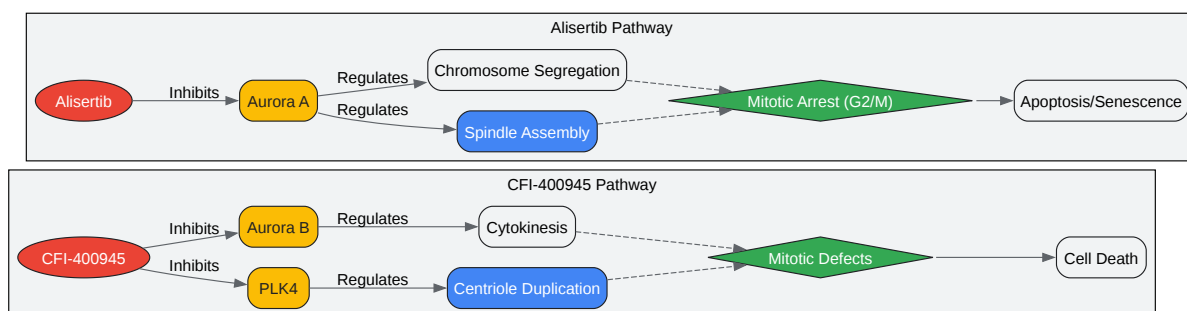 Alisertib Pathway
Alisertib
Inhibits
Aurora A
Regulates
Chromosome Segregation
Regulates
Spindle Assembly
Mitotic Arrest (G2/M)
Apoptosis/Senescence
CFI-400945 Pathway
CFI-400945
Inhibits
Aurora B
Regulates
Cytokinesis
Inhibits
PLK4
Regulates
Centriole Duplication
Mitotic Defects
Cell Death